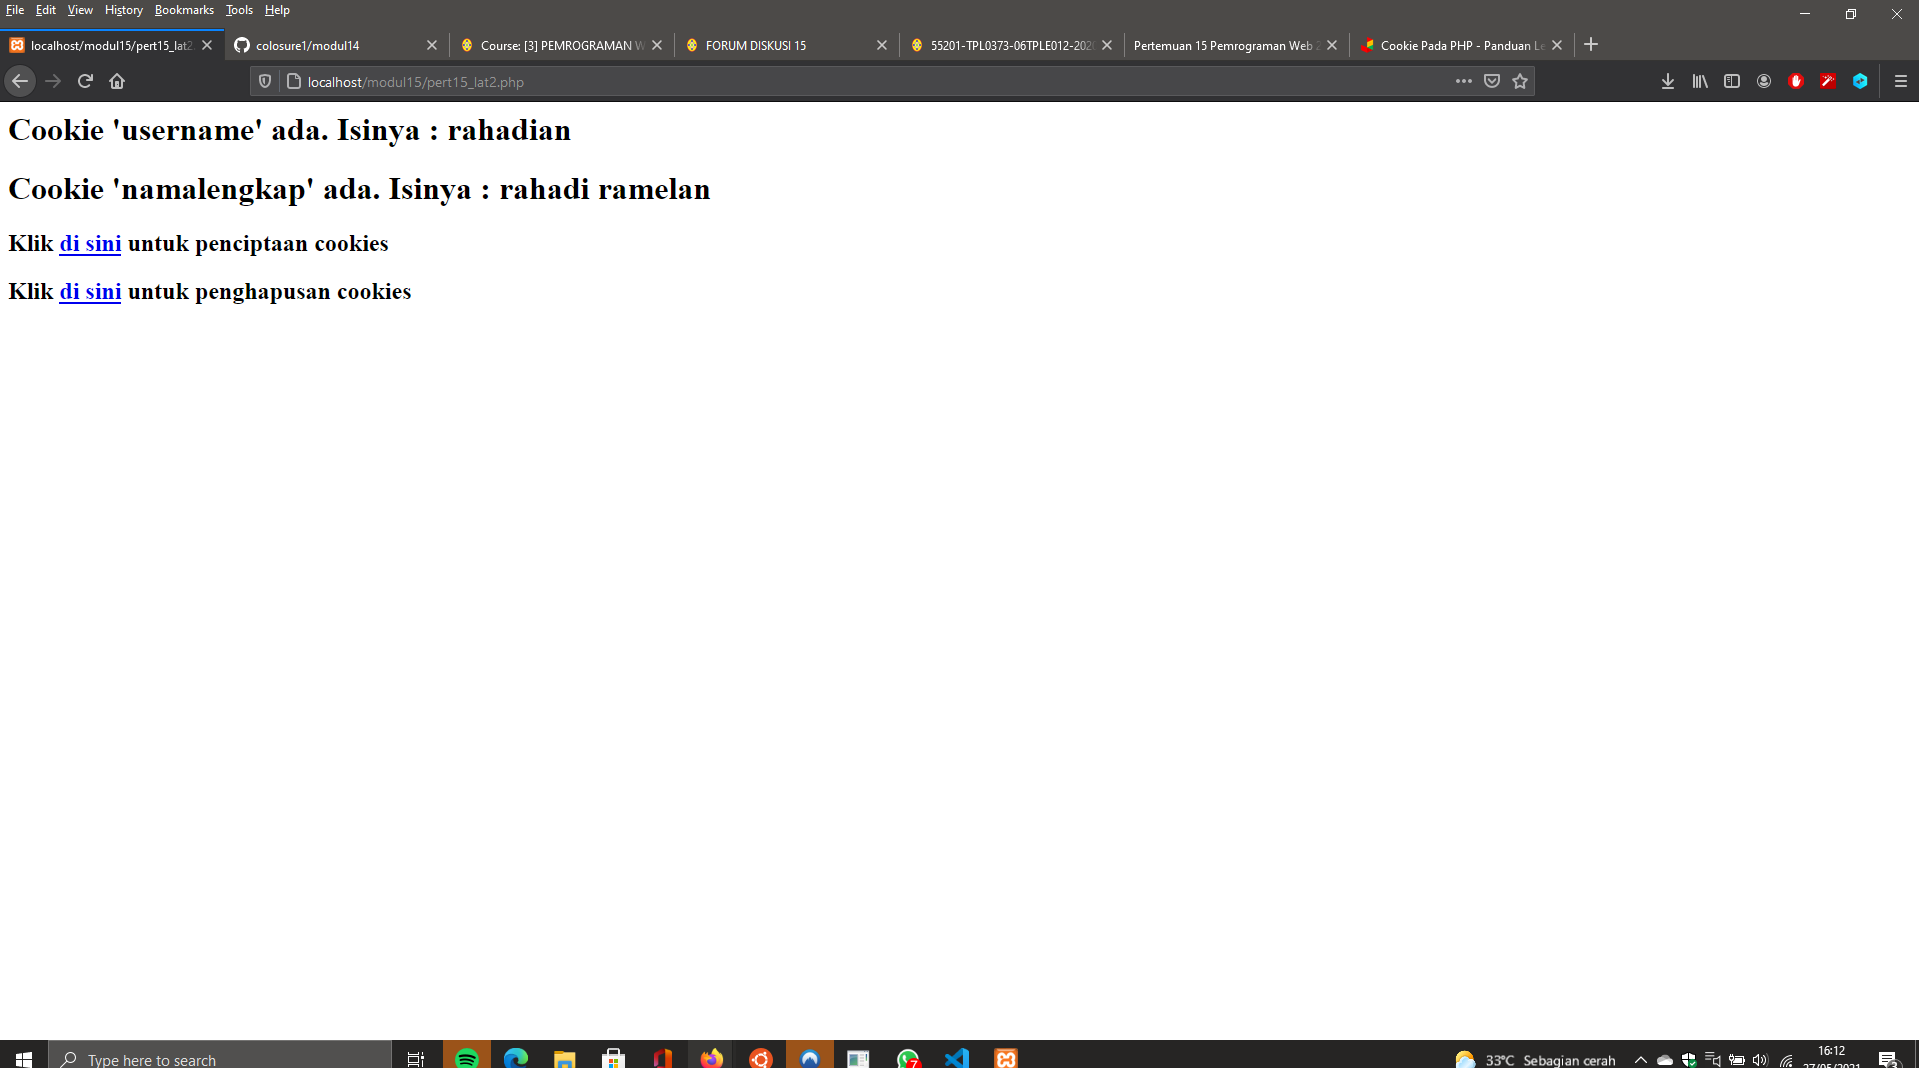 File Edit View History Bookmarks Tools Help
localhost/modul15/pert15_lat2. colosure1/modul14 Course: [3] PEMROGRAMAN W FORUM DISKUSI 15 55201-TPL0373-06TPLE012-202 Pertemuan 15 Pemrograman Web 2 Cookie Pada PHP - Panduan Le
localhost/modul15/pert15_lat2.php
Cookie 'username' ada. Isinya : rahadian
Cookie 'namalengkap' ada. Isinya : rahadi ramelan
Klik di sini untuk penciptaan cookies
Klik di sini untuk penghapusan cookies
Type here to search 7 33°C Sebagian cerah 16:12 3
27/05/2021